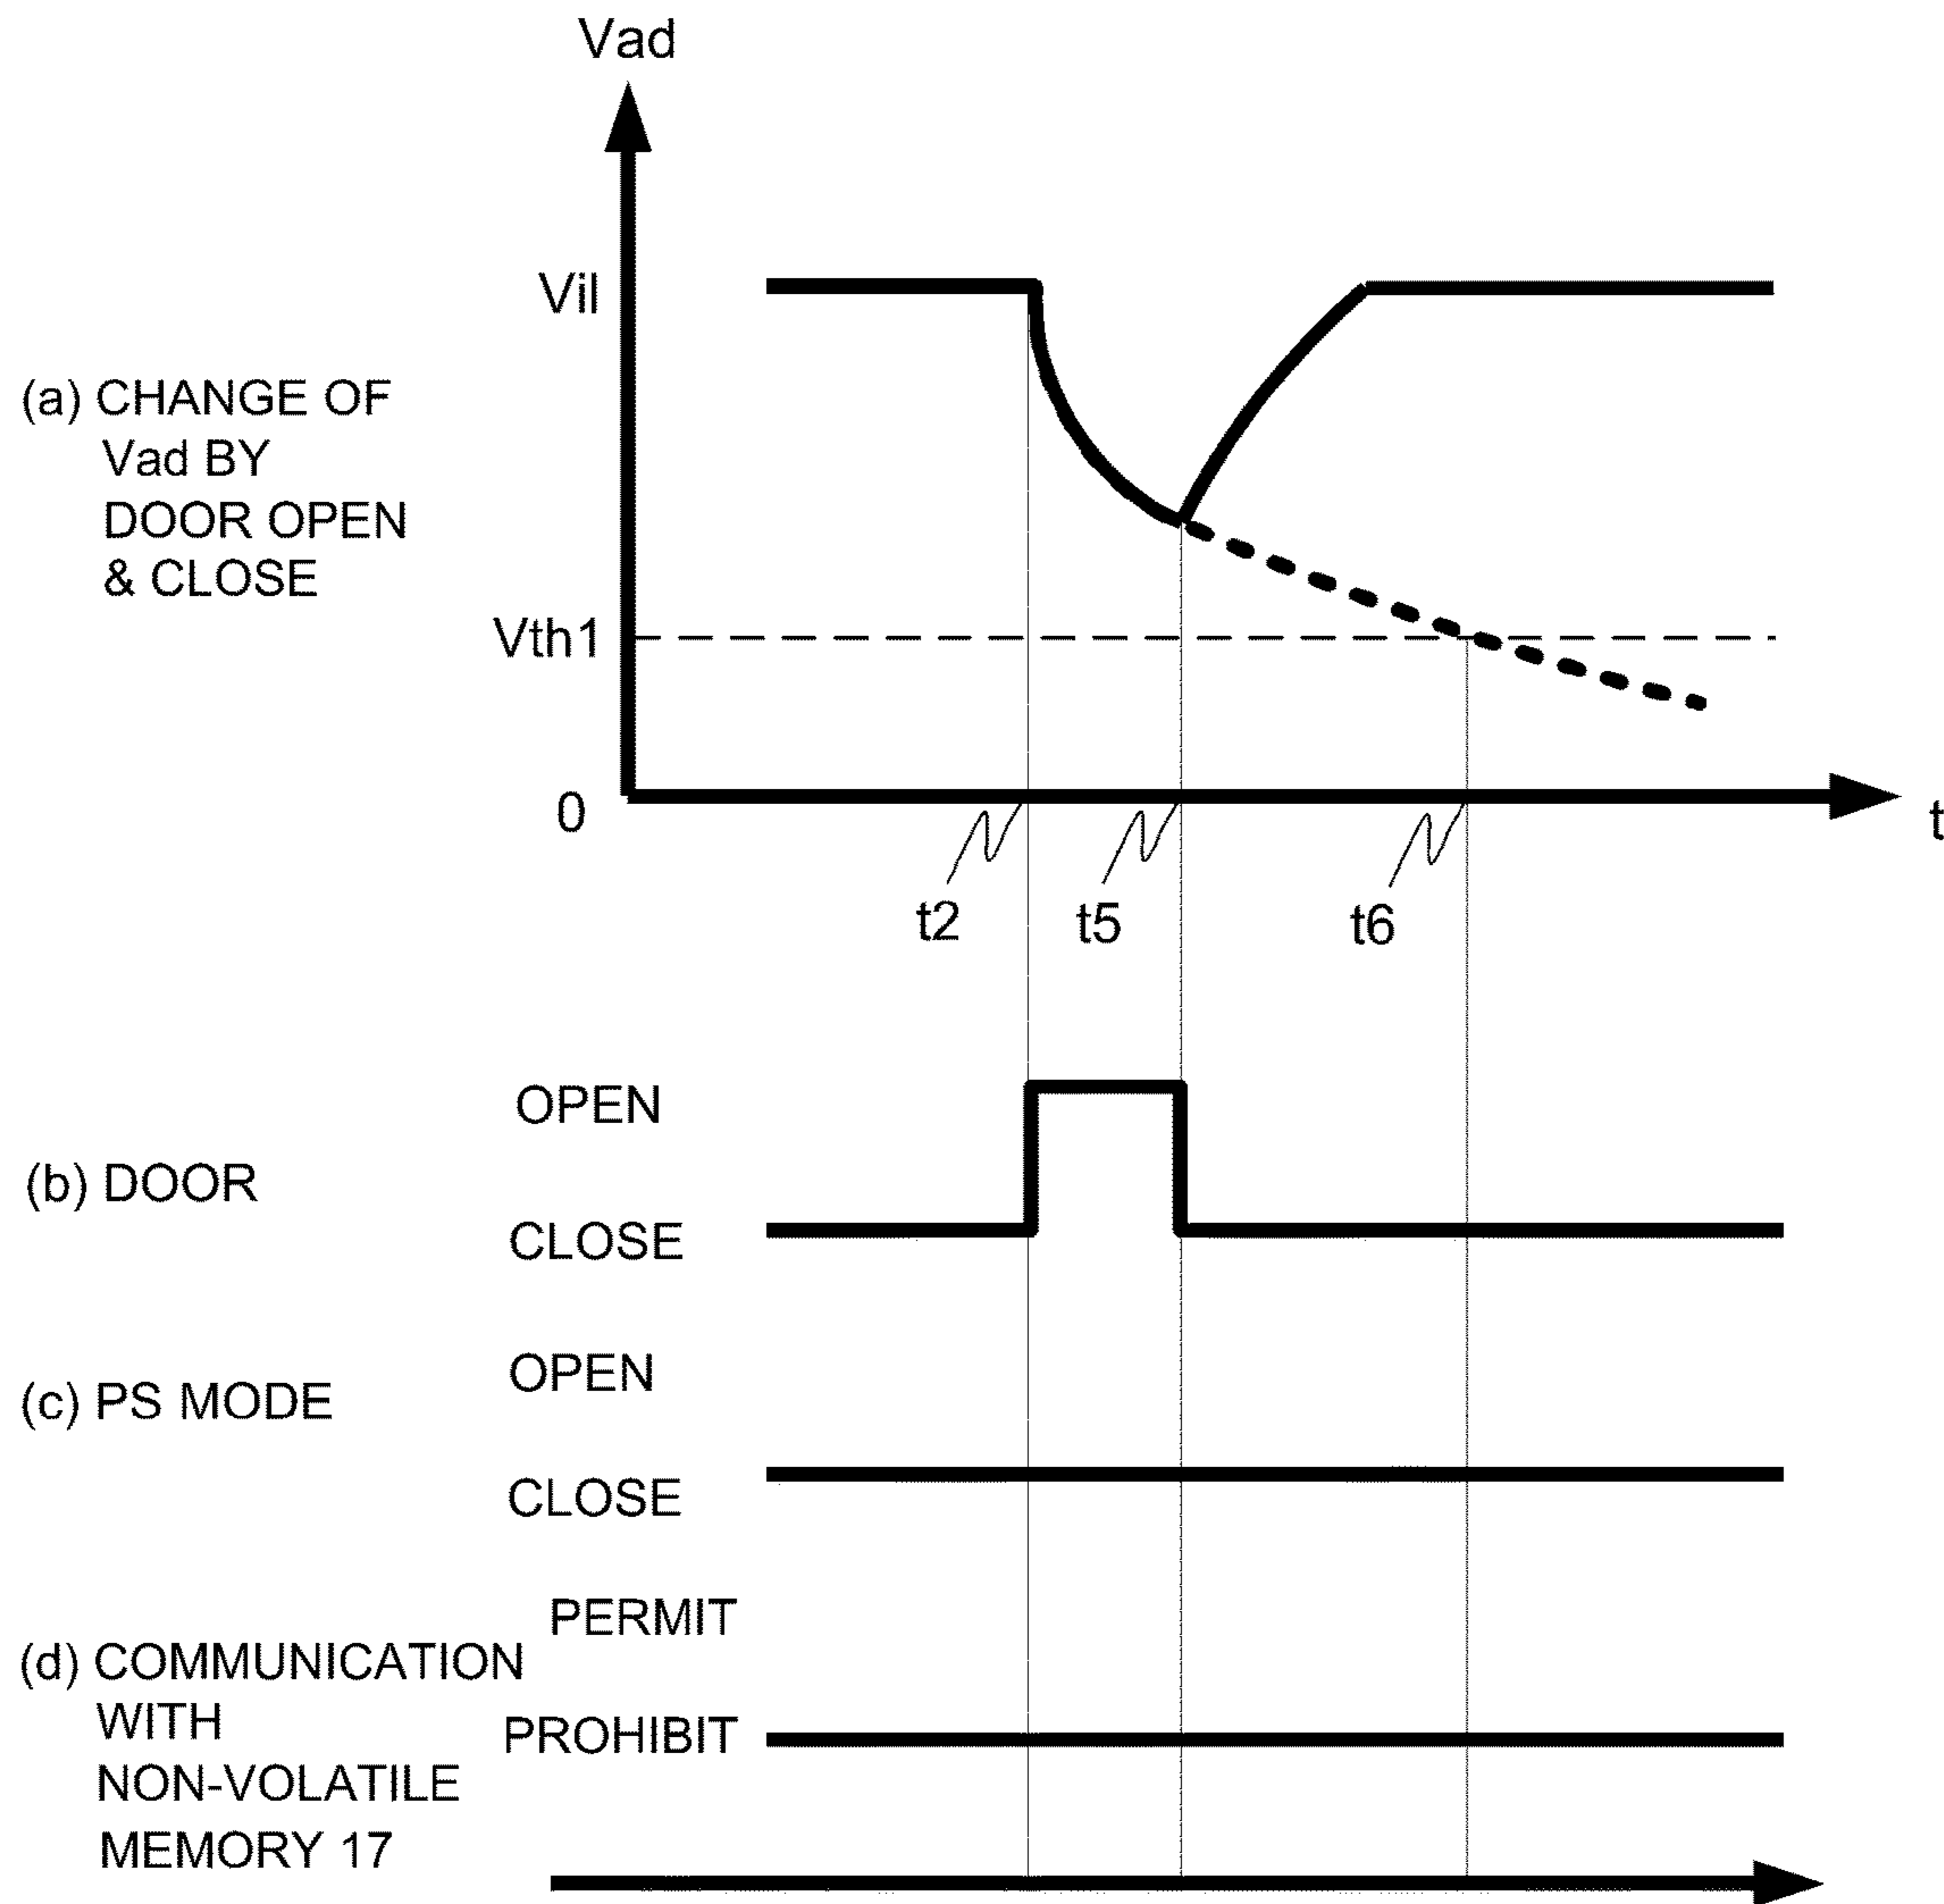 Vad
Vil
(a) CHANGE OF
Vad BY
DOOR OPEN
& CLOSE
Vth1
0
t
t2
t5
t6
OPEN
(b) DOOR
CLOSE
OPEN
(c) PS MODE
CLOSE
PERMIT
(d) COMMUNICATION
WITH
PROHIBIT
NON-VOLATILE
MEMORY 17